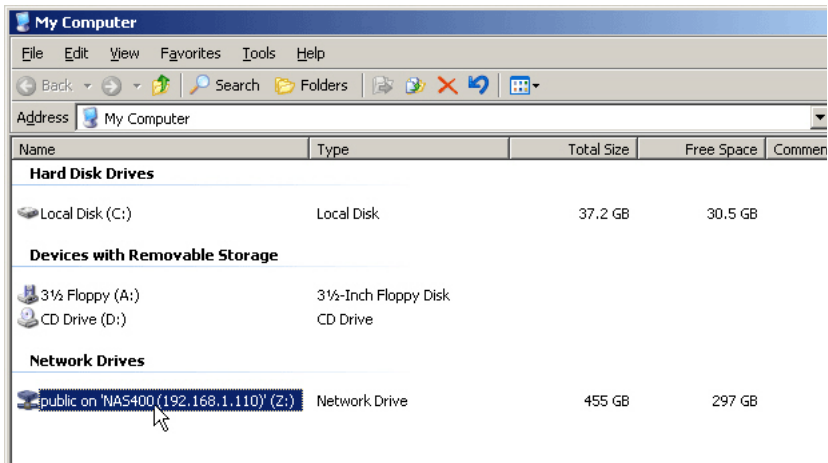 My Computer
File Edit View Favorites Tools Help
Back Search Folders
Address My Computer
Name Type Total Size Free Space Commen
Hard Disk Drives
Local Disk (C:) Local Disk 37.2 GB 30.5 GB
Devices with Removable Storage
3½ Floppy (A:) 3½-Inch Floppy Disk
CD Drive (D:) CD Drive
Network Drives
public on 'NAS400 (192.168.1.110)' (Z:) Network Drive 455 GB 297 GB